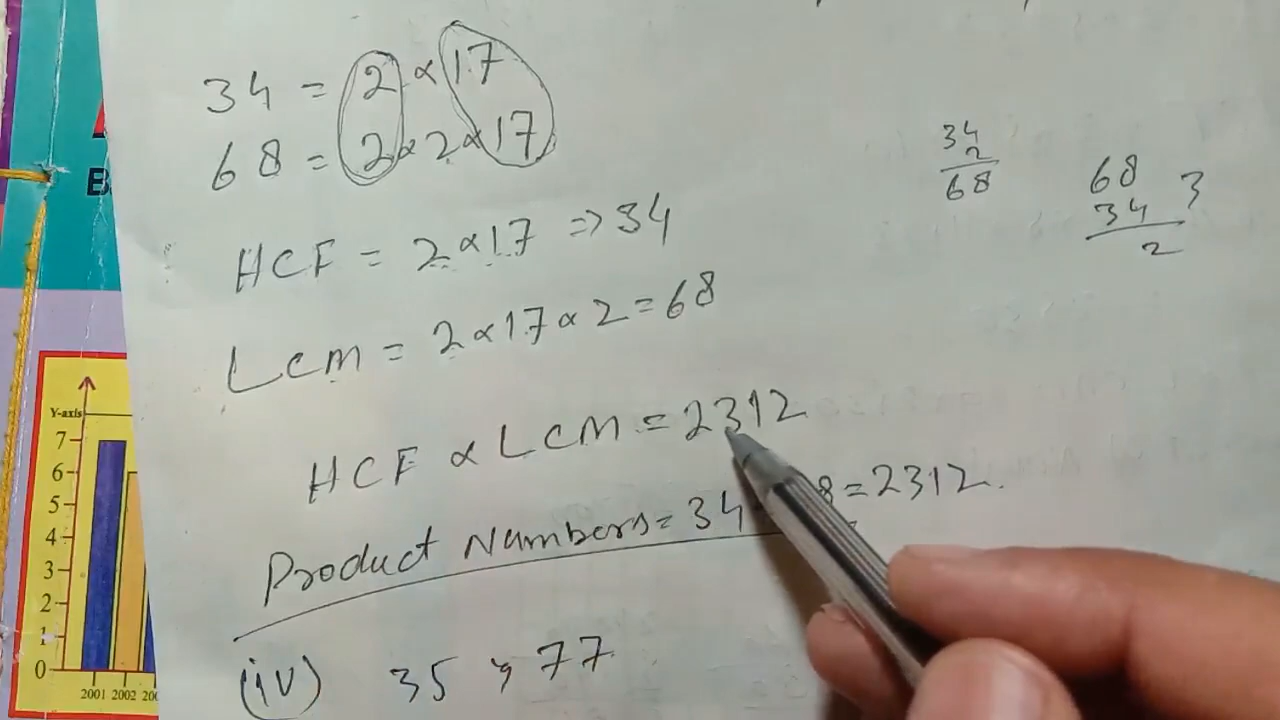 34 = 2 × 17
68 = 2 × 2 × 17
34
2
68
68
34 3
2
HCF = 2 × 17 => 34
LCM = 2 × 17 × 2 = 68
HCF × LCM = 2312
Product Numbers = 34 8 = 2312.
(iv) 35 , 77
B
Y-axis
7
6
5
4
3
2
1
0
2001 2002 200